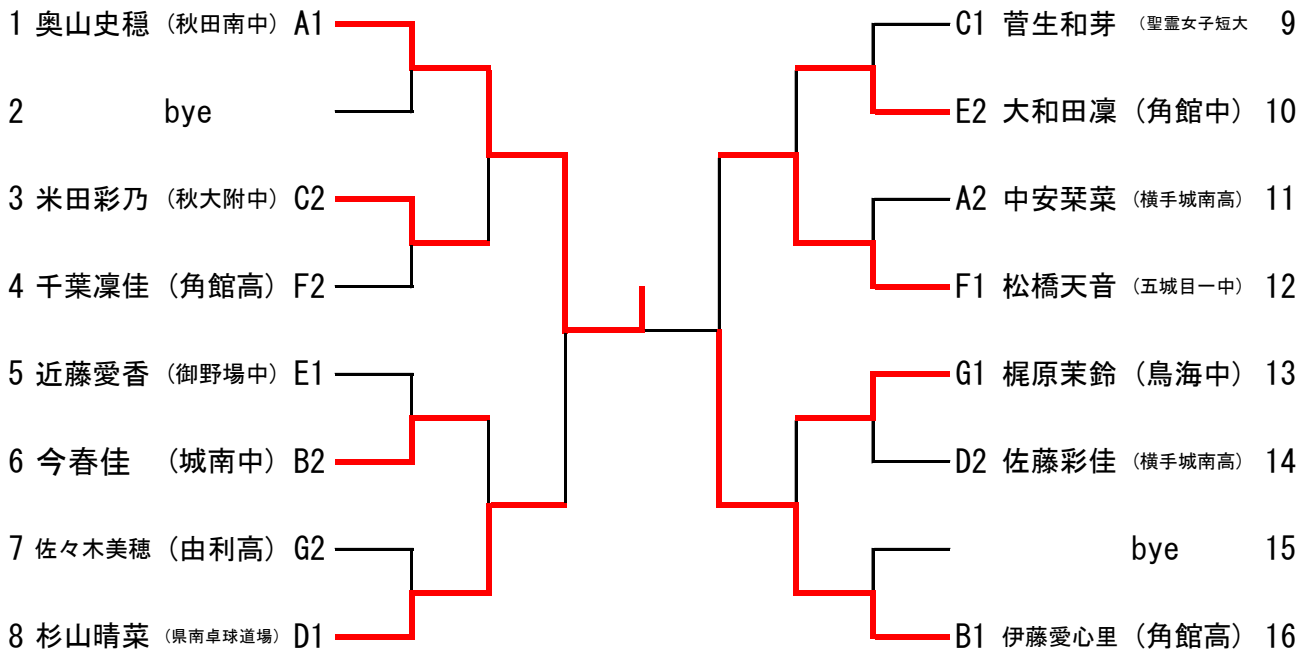 1 奥山史穏 (秋田南中) A1
2 bye
3 米田彩乃 (秋大附中) C2
4 千葉凜佳 (角館高) F2
5 近藤愛香 (御野場中) E1
6 今春佳 (城南中) B2
7 佐々木美穂 (由利高) G2
8 杉山晴菜 (県南卓球道場) D1
C1 菅生和芽 (聖霊女子短大 9
E2 大和田凜 (角館中) 10
A2 中安琹菜 (横手城南高) 11
F1 松橋天音 (五城目一中) 12
G1 梶原茉鈴 (鳥海中) 13
D2 佐藤彩佳 (横手城南高) 14
bye 15
B1 伊藤愛心里 (角館高) 16